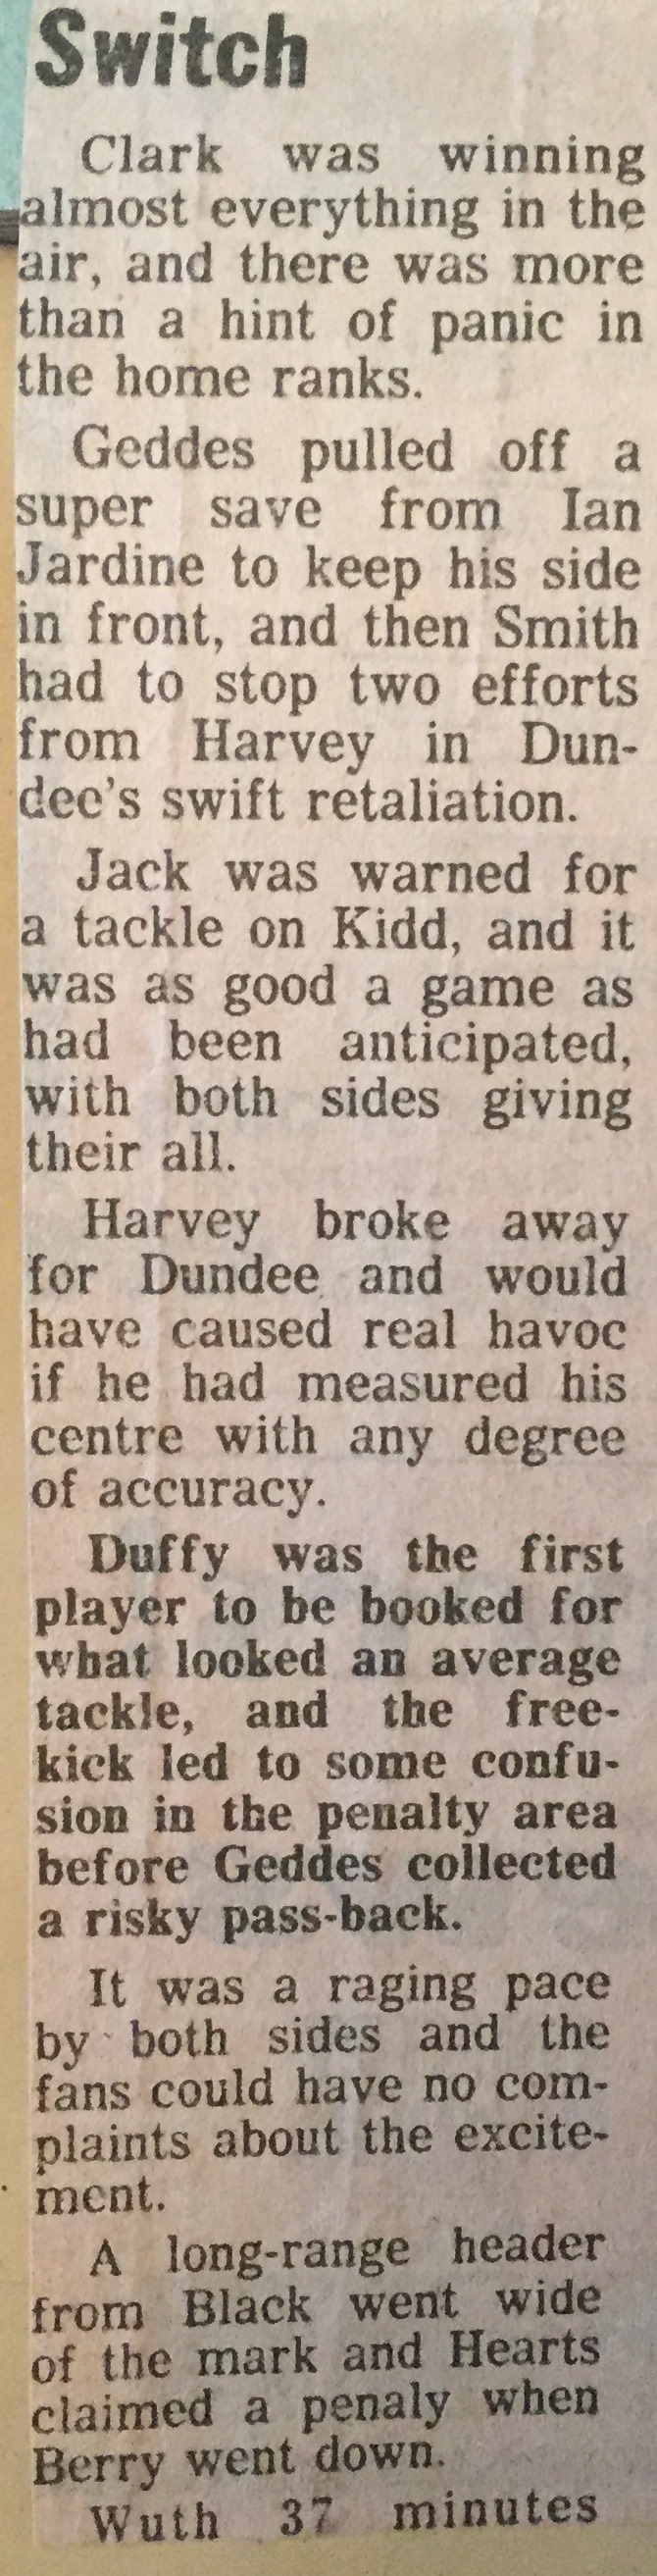 Switch
Clark was winning
almost everything in the
air, and there was more
than a hint of panic in
the home ranks.
Geddes pulled off a
super save from Ian
Jardine to keep his side
in front, and then Smith
had to stop two efforts
from Harvey in Dun-
dee's swift retaliation.
Jack was warned for
a tackle on Kidd, and it
was as good a game as
had been anticipated,
with both sides giving
their all.
Harvey broke away
for Dundee and would
have caused real havoc
if he had measured his
centre with any degree
of accuracy.
Duffy was the first
player to be booked for
what looked an average
tackle, and the free-
kick led to some confu-
sion in the penalty area
before Geddes collected
a risky pass-back.
It was a raging pace
by both sides and the
fans could have no com-
plaints about the excite-
ment.
A long-range header
from Black went wide
of the mark and Hearts
claimed a penaly when
Berry went down.
Wuth 37 minutes